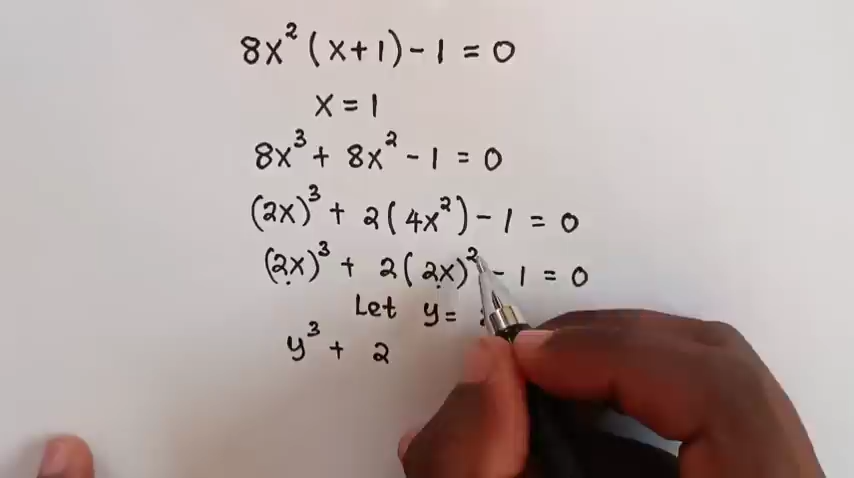 8x² (x+1) - 1 = 0
x = 1
8x³ + 8x² - 1 = 0
(2x)³ + 2(4x²) - 1 = 0
(2x)³ + 2(2x)² - 1 = 0
Let y =
y³ + 2